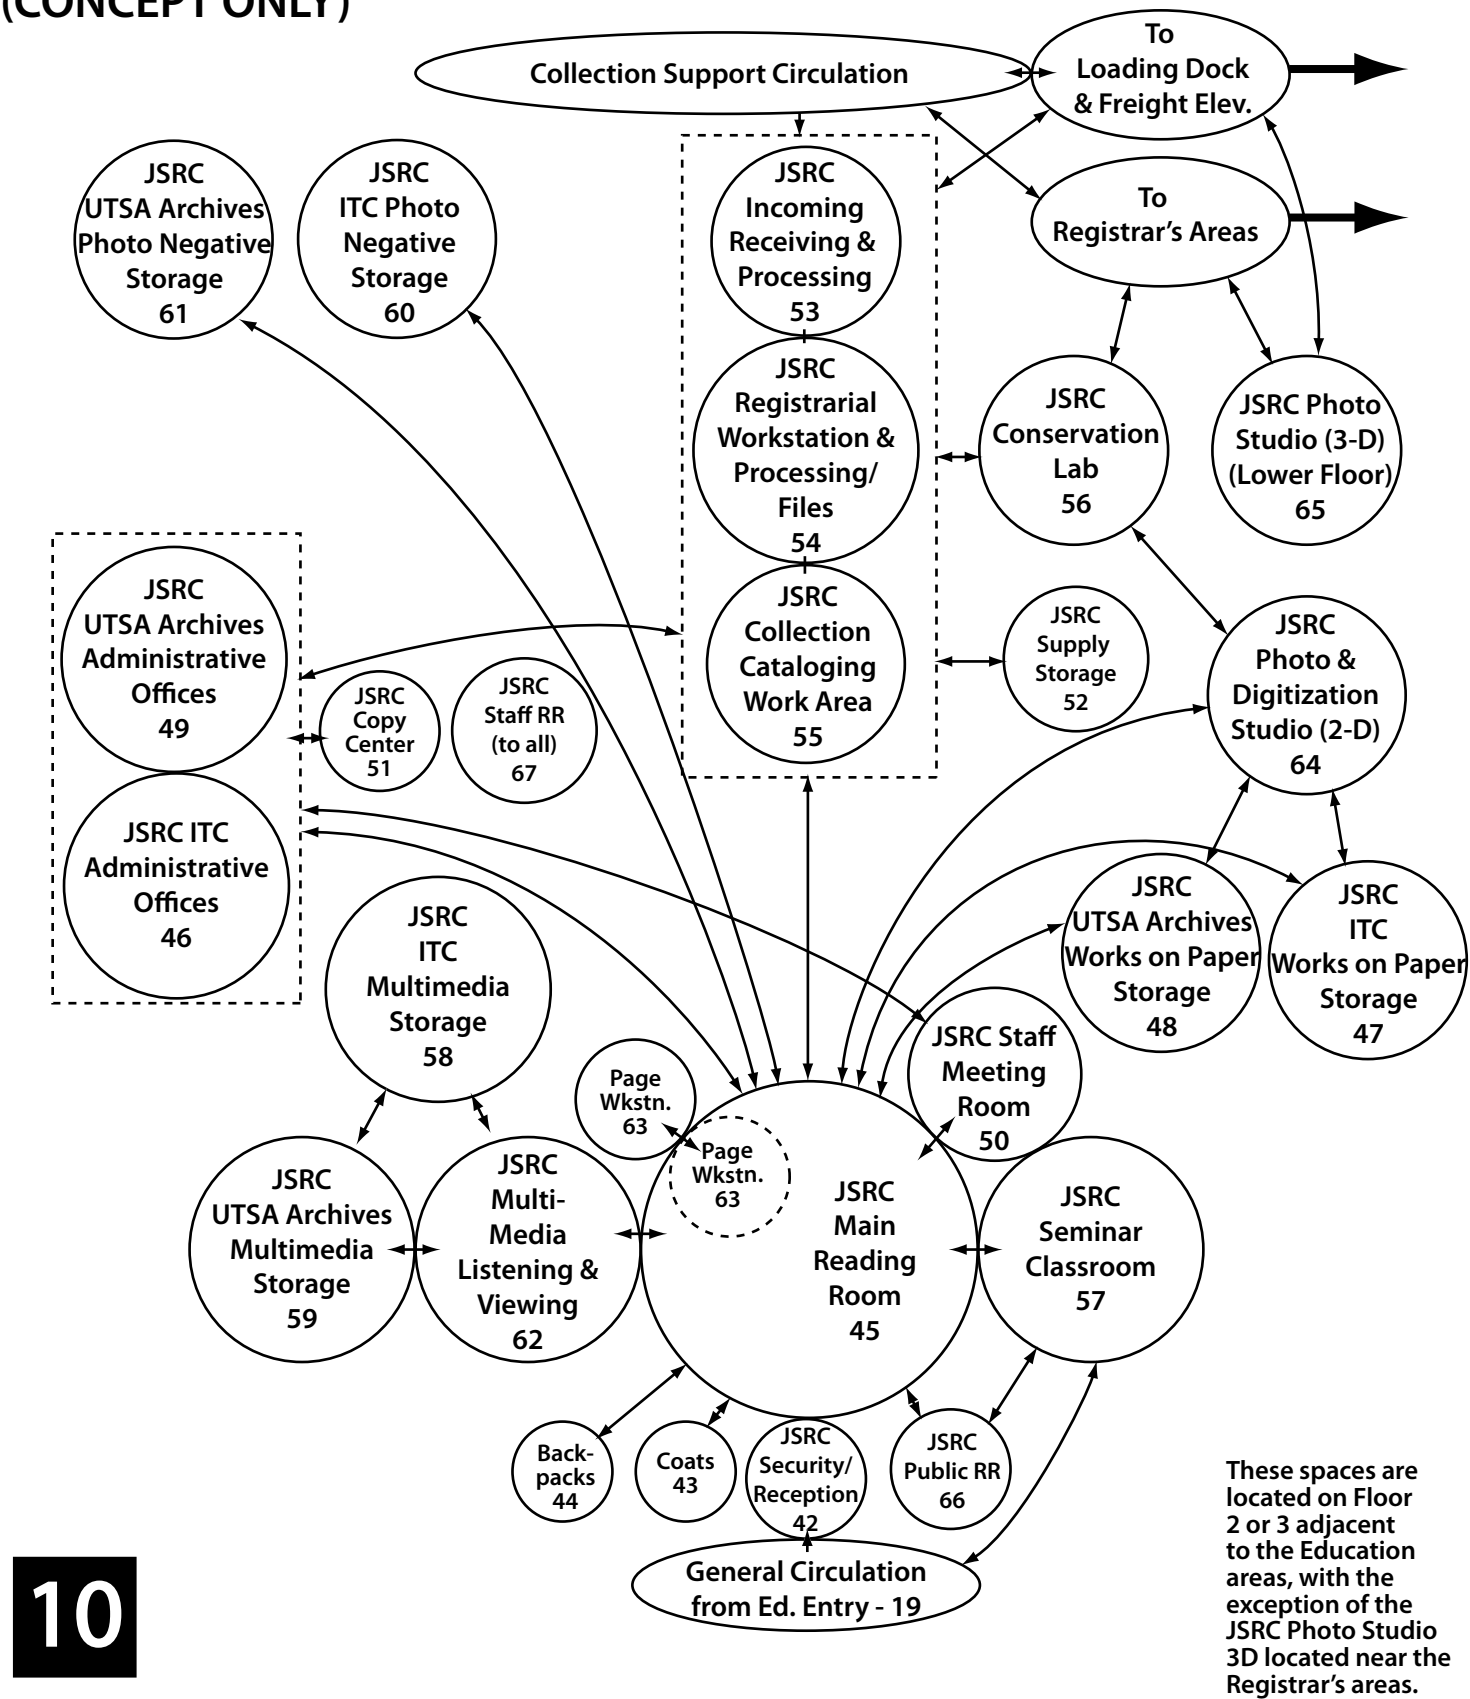 (CONCEPT ONLY)
Collection Support Circulation
To
Loading Dock
& Freight Elev.
JSRC
UTSA Archives
Photo Negative
Storage
61
JSRC
ITC Photo
Negative
Storage
60
JSRC
Incoming
Receiving &
Processing
53
To
Registrar's Areas
JSRC
Registrarial
Workstation &
Processing/
Files
54
JSRC
Conservation
Lab
56
JSRC Photo
Studio (3-D)
(Lower Floor)
65
JSRC
UTSA Archives
Administrative
Offices
49
JSRC
Copy
Center
51
JSRC
Staff RR
(to all)
67
JSRC
Collection
Cataloging
Work Area
55
JSRC
Supply
Storage
52
JSRC
Photo &
Digitization
Studio (2-D)
64
JSRC ITC
Administrative
Offices
46
JSRC
ITC
Multimedia
Storage
58
JSRC
UTSA Archives
Works on Paper
Storage
48
JSRC
ITC
Works on Paper
Storage
47
Page
Wkstn.
63
Page
Wkstn.
63
JSRC Staff
Meeting
Room
50
JSRC
UTSA Archives
Multimedia
Storage
59
JSRC
Multi-
Media
Listening &
Viewing
62
JSRC
Main
Reading
Room
45
JSRC
Seminar
Classroom
57
Back-
packs
44
Coats
43
JSRC
Security/
Reception
42
JSRC
Public RR
66
General Circulation
from Ed. Entry - 19
These spaces are
located on Floor
2 or 3 adjacent
to the Education
areas, with the
exception of the
JSRC Photo Studio
3D located near the
Registrar's areas.
10